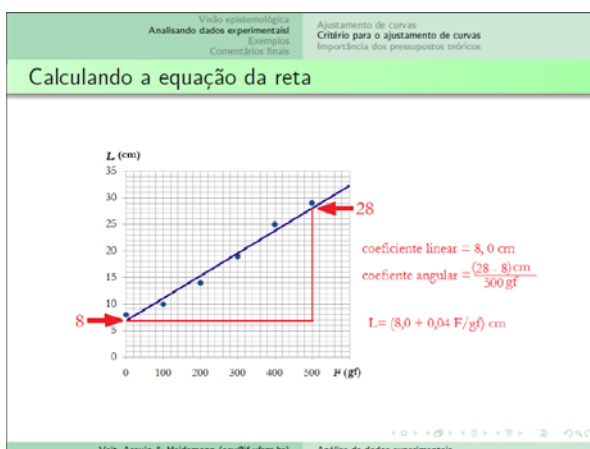 Visão epistemológica
Analisando dados experimentaisI
Exemplos
Comentários finais
Ajustamento de curvas
Critério para o ajustamento de curvas
Importância dos pressupostos teóricos
Calculando a equação da reta
L (cm)
35
30
25
20
15
10
5
0
0 100 200 300 400 500 F (gf)
28
8
coeficiente linear = 8, 0 cm
coefiente angular = (28 - 8) cm
500 gf
L= (8,0 + 0,04 F/gf) cm
Análise de dados experimentais